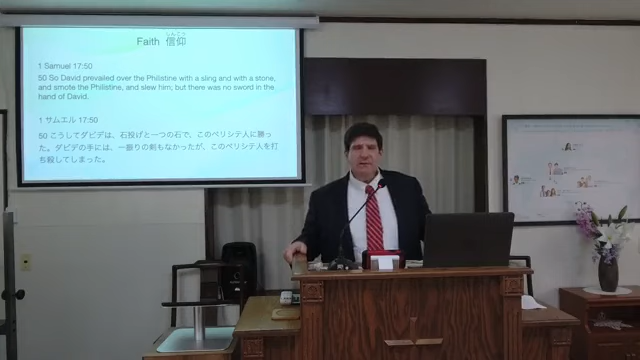 Faith 信仰
しんこう
1 Samuel 17:50
50 So David prevailed over the Philistine with a sling and with a stone,
and smote the Philistine, and slew him; but there was no sword in the
hand of David.
1 サムエル 17:50
50 こうしてダビデは、石投げと一つの石で、このペリシテ人に勝っ
た。ダビデの手には、一振りの剣もなかったが、このペリシテ人を打
ち殺してしまった。